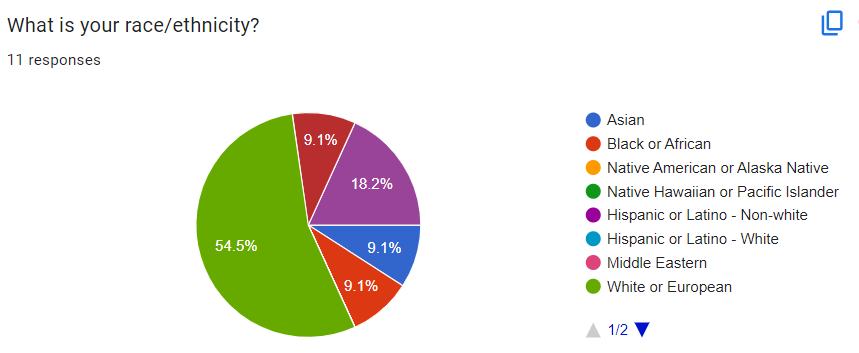 What is your race/ethnicity?
11 responses
9.1%
18.2%
54.5%
9.1%
9.1%
Asian
Black or African
Native American or Alaska Native
Native Hawaiian or Pacific Islander
Hispanic or Latino - Non-white
Hispanic or Latino - White
Middle Eastern
White or European
1/2